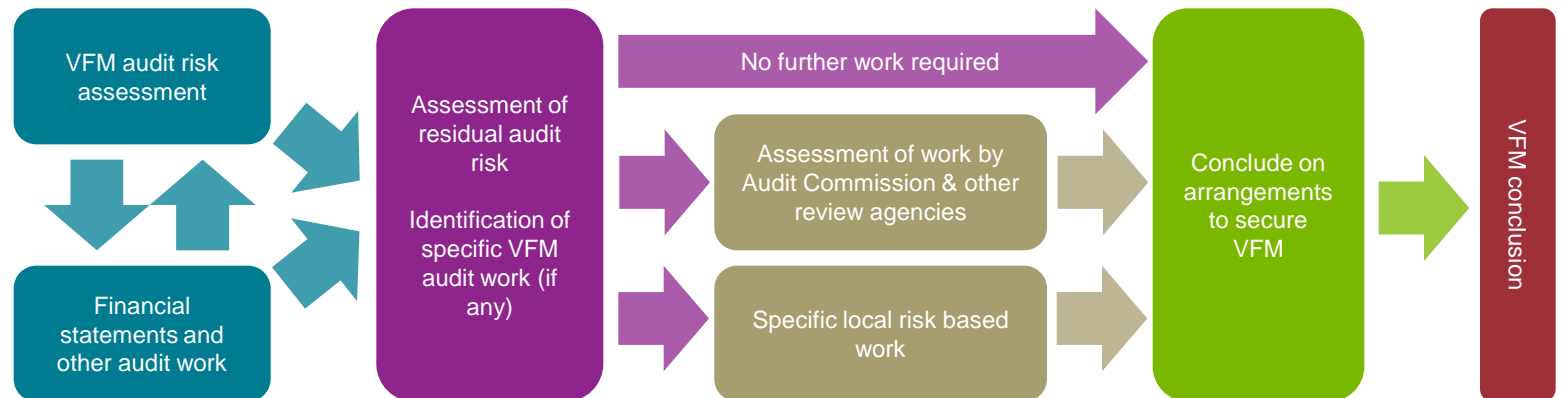 VFM audit risk
assessment
Financial
statements and
other audit work
Assessment of
residual audit
risk
Identification of
specific VFM
audit work (if
any)
No further work required
Assessment of work by
Audit Commission & other
review agencies
Specific local risk based
work
Conclude on
arrangements
to secure
VFM
VFM conclusion